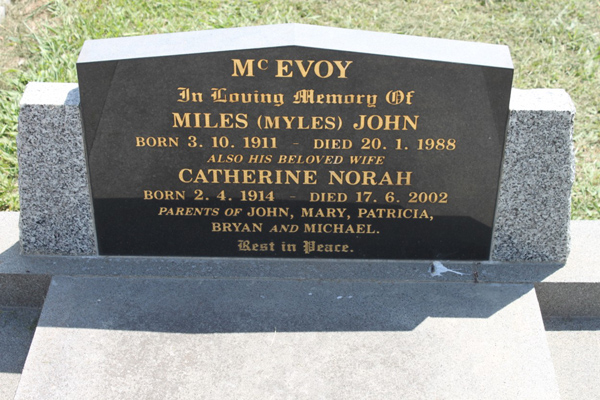 Mc EVOY
In Loving Memory Of
MILES (MYLES) JOHN
BORN 3. 10. 1911 - DIED 20. 1. 1988
ALSO HIS BELOVED WIFE
CATHERINE NORAH
BORN 2. 4. 1914 - DIED 17. 6. 2002
PARENTS OF JOHN, MARY, PATRICIA,
BRYAN AND MICHAEL.
Rest in Peace.